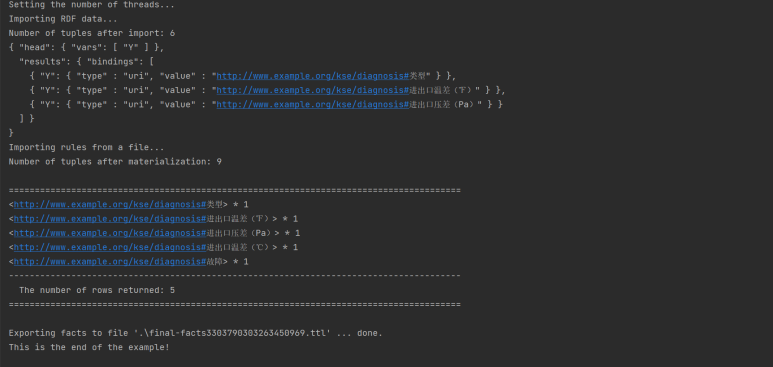 Setting the number of threads...
Importing RDF data...
Number of tuples after import: 6
{ "head": { "vars": [ "Y" ] },
  "results": { "bindings": [
    { "Y": { "type" : "uri", "value" : "http://www.example.org/kse/diagnosis#类型" } },
    { "Y": { "type" : "uri", "value" : "http://www.example.org/kse/diagnosis#进出口温差（℉）" } },
    { "Y": { "type" : "uri", "value" : "http://www.example.org/kse/diagnosis#进出口压差（Pa）" } }
  ] }
}
Importing rules from a file...
Number of tuples after materialization: 9
=======================================================================================
<http://www.example.org/kse/diagnosis#类型> * 1
<http://www.example.org/kse/diagnosis#进出口温差（℉）> * 1
<http://www.example.org/kse/diagnosis#进出口压差（Pa）> * 1
<http://www.example.org/kse/diagnosis#进出口温差（℃）> * 1
<http://www.example.org/kse/diagnosis#故障> * 1
---------------------------------------------------------------------------------------
  The number of rows returned: 5
=======================================================================================
Exporting facts to file '.\final-facts3303790303263450969.ttl' ... done.
This is the end of the example!